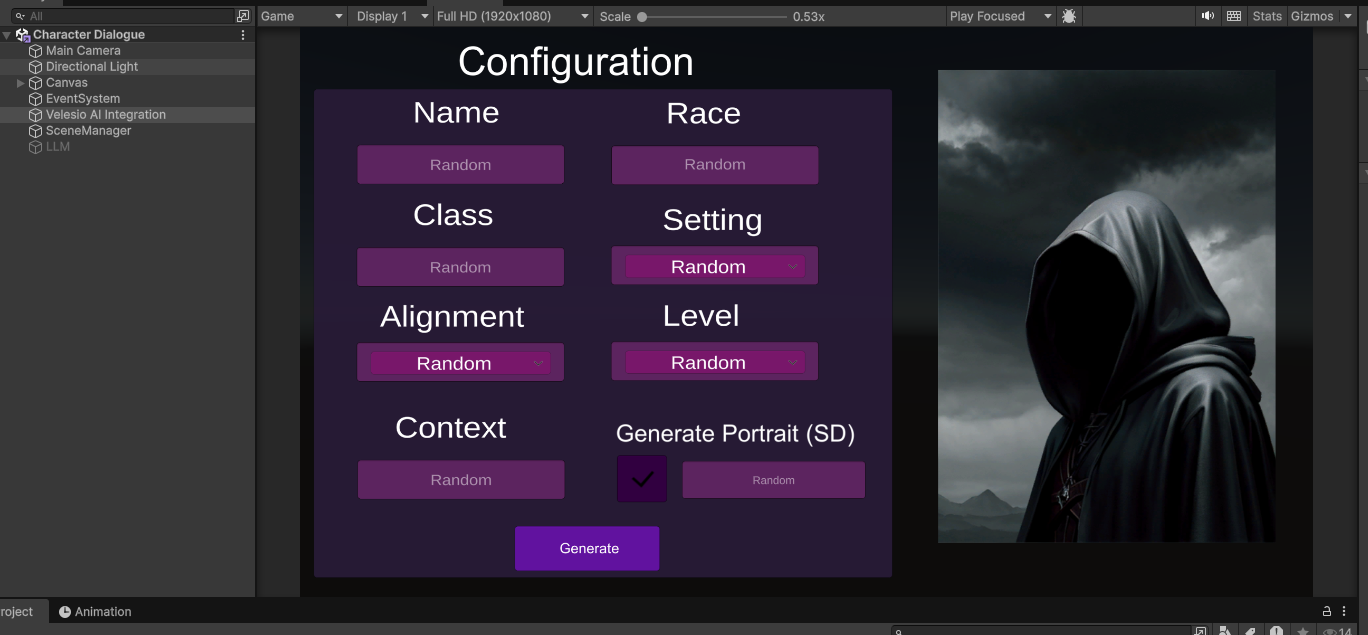 All
Game
Display 1
Full HD (1920x1080)
Scale
0.53x
Play Focused
Stats
Gizmos
Character Dialogue
Main Camera
Directional Light
Canvas
EventSystem
Velesio AI Integration
SceneManager
LLM
Configuration
Name
Race
Random
Random
Class
Setting
Random
Random
Alignment
Level
Random
Random
Context
Generate Portrait (SD)
Random
Random
Generate
roject
Animation
14